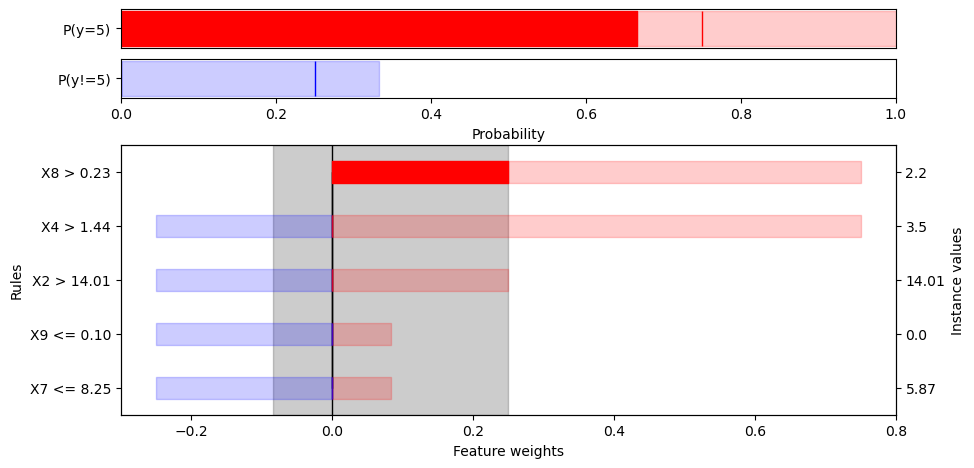 P(y=5)
P(y!=5)
0.0 0.2 0.4 0.6 0.8 1.0
Probability
X8 > 0.23 2.2
X4 > 1.44 3.5
X2 > 14.01 14.01
X9 <= 0.10 0.0
X7 <= 8.25 5.87
Rules
Instance values
−0.2 0.0 0.2 0.4 0.6 0.8
Feature weights